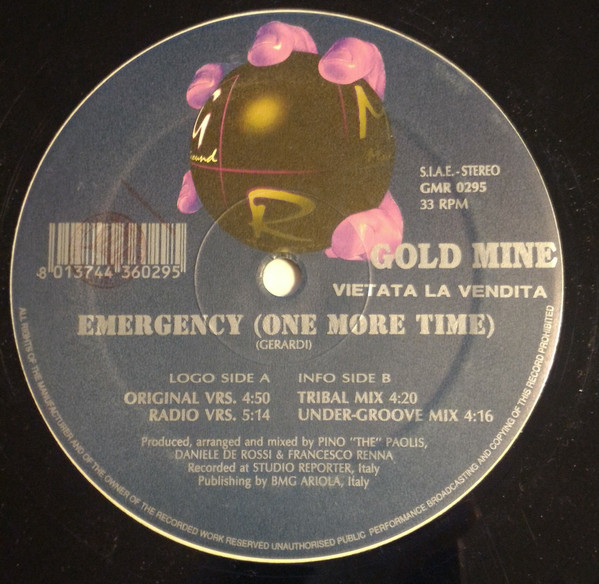 G
M
R
S.I.A.E.-STEREO
GMR 0295
33 RPM
8 013744 360295
GOLD MINE
VIETATA LA VENDITA
EMERGENCY (ONE MORE TIME)
(GERARDI)
LOGO SIDE A
ORIGINAL VRS. 4:50
RADIO VRS. 5:14
INFO SIDE B
TRIBAL MIX 4:20
UNDER-GROOVE MIX 4:16
Produced, arranged and mixed by PINO "THE" PAOLIS,
DANIELE DE ROSSI & FRANCESCO RENNA
Recorded at STUDIO REPORTER, Italy
Publishing by BMG ARIOLA, Italy
ALL RIGHTS OF THE MANUFACTURER AND OF THE OWNER OF THE RECORDED WORK RESERVED UNAUTHORISED PUBLIC PERFORMANCE BROADCASTING AND COPYING OF THIS RECORD PROHIBITED